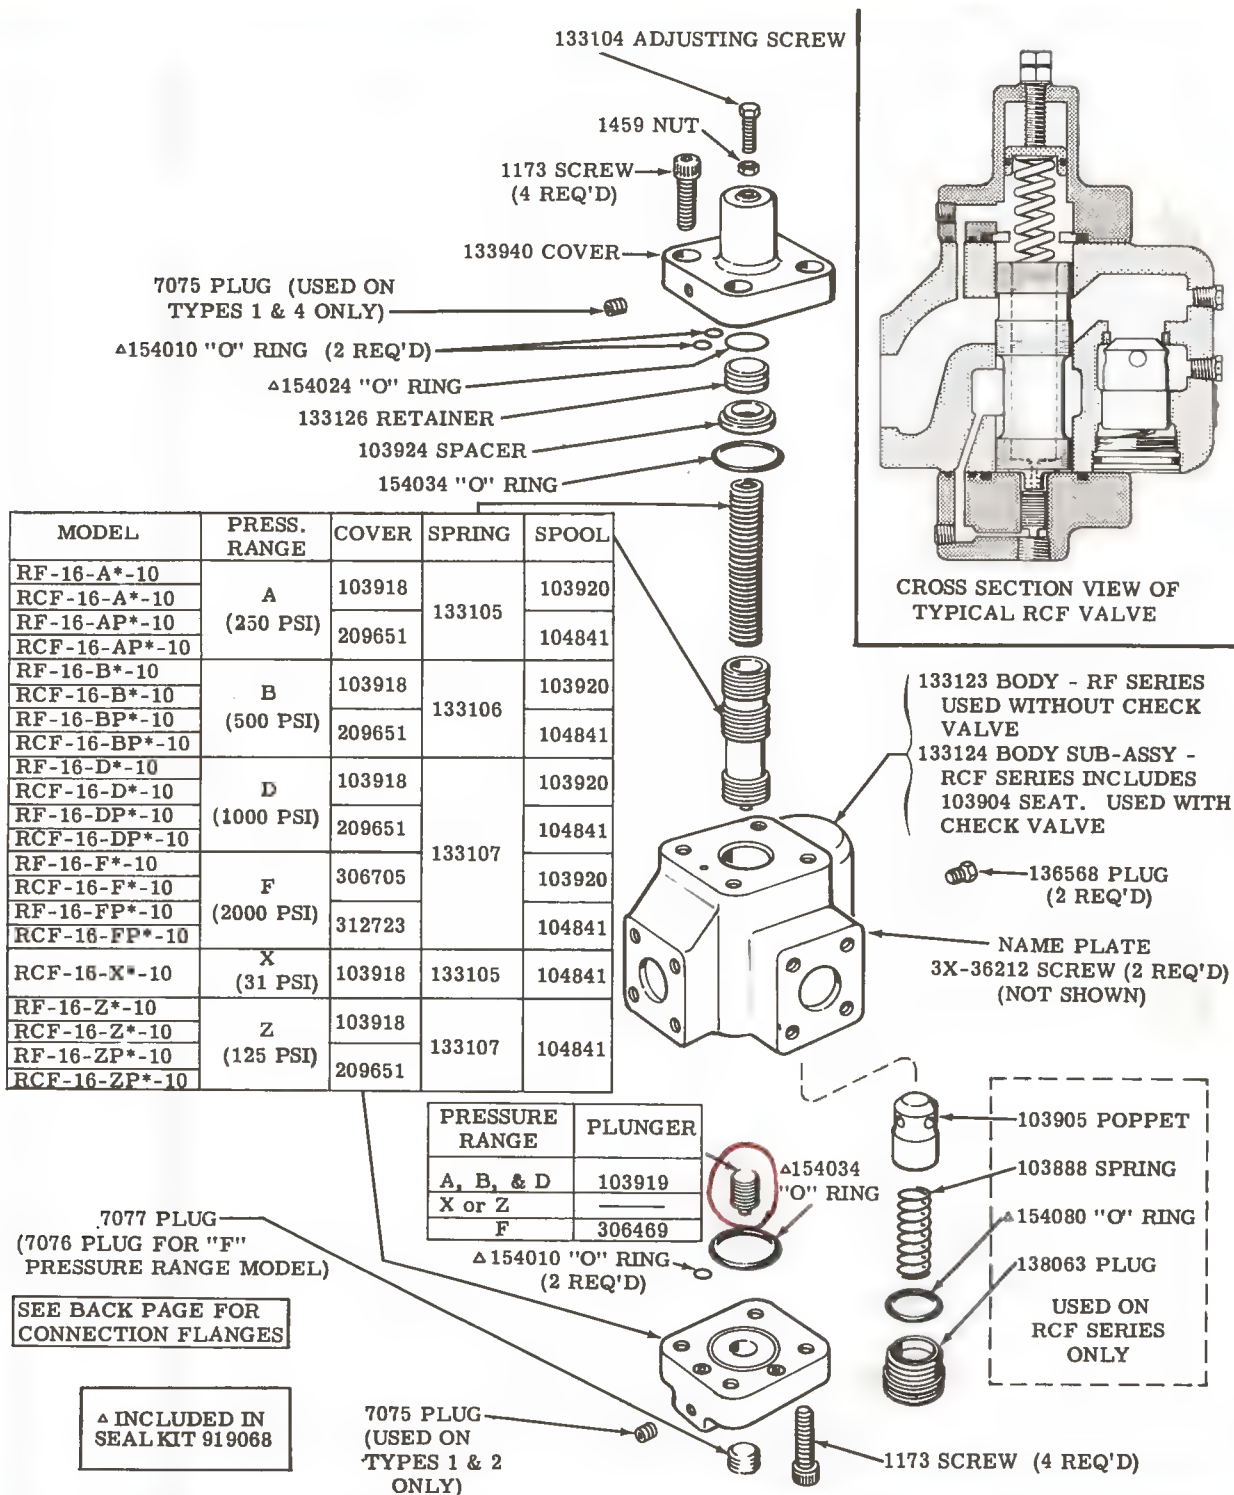 133104 ADJUSTING SCREW
1459 NUT
1173 SCREW
(4 REQ'D)
133940 COVER
7075 PLUG (USED ON
TYPES 1 & 4 ONLY)
△154010 "O" RING (2 REQ'D)
△154024 "O" RING
133126 RETAINER
103924 SPACER
154034 "O" RING
CROSS SECTION VIEW OF
TYPICAL RCF VALVE
MODEL PRESS. RANGE COVER SPRING SPOOL
RF-16-A*-10
RCF-16-A*-10
RF-16-AP*-10
RCF-16-AP*-10
A
(250 PSI)
103918
209651
133105
103920
104841
RF-16-B*-10
RCF-16-B*-10
RF-16-BP*-10
RCF-16-BP*-10
B
(500 PSI)
103918
209651
133106
103920
104841
RF-16-D*-10
RCF-16-D*-10
RF-16-DP*-10
RCF-16-DP*-10
D
(1000 PSI)
103918
209651
133107
103920
104841
RF-16-F*-10
RCF-16-F*-10
RF-16-FP*-10
RCF-16-FP*-10
F
(2000 PSI)
306705
312723
103920
104841
RCF-16-X*-10
X
(31 PSI)
103918
133105
104841
RF-16-Z*-10
RCF-16-Z*-10
RF-16-ZP*-10
RCF-16-ZP*-10
Z
(125 PSI)
103918
209651
133107
104841
133123 BODY - RF SERIES
USED WITHOUT CHECK
VALVE
133124 BODY SUB-ASSY -
RCF SERIES INCLUDES
103904 SEAT. USED WITH
CHECK VALVE
136568 PLUG
(2 REQ'D)
NAME PLATE
3X-36212 SCREW (2 REQ'D)
(NOT SHOWN)
PRESSURE RANGE PLUNGER
A, B, & D 103919
X or Z ——
F 306469
△154034
"O" RING
△154010 "O" RING
(2 REQ'D)
103905 POPPET
103888 SPRING
△154080 "O" RING
138063 PLUG
USED ON
RCF SERIES
ONLY
7077 PLUG
(7076 PLUG FOR "F"
PRESSURE RANGE MODEL)
SEE BACK PAGE FOR
CONNECTION FLANGES
△ INCLUDED IN
SEAL KIT 919068
7075 PLUG
(USED ON
TYPES 1 & 2
ONLY)
1173 SCREW (4 REQ'D)